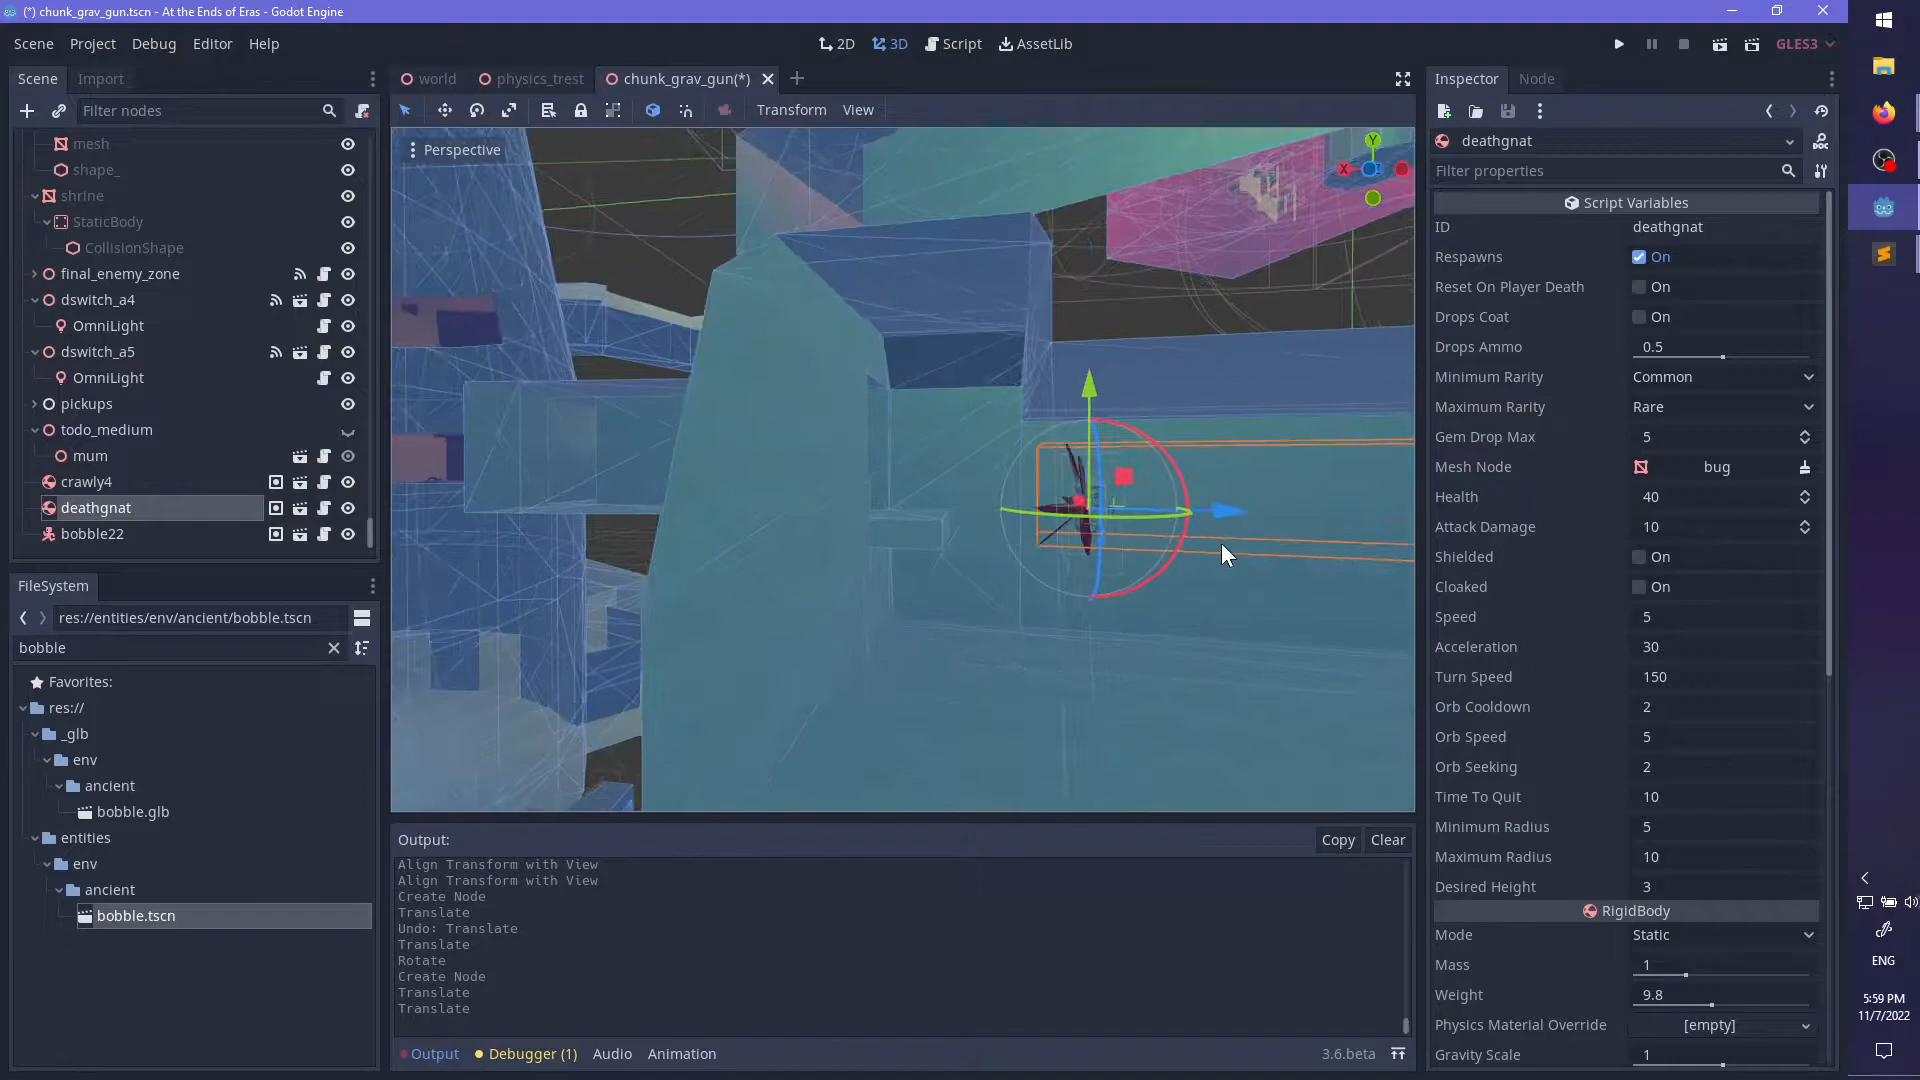 (*) chunk_grav_gun.tscn - At the Ends of Eras - Godot Engine
Scene Project Debug Editor Help
2D 3D Script AssetLib
GLES3
Scene Import
world physics_trest chunk_grav_gun(*)
Inspector Node
Filter nodes
Transform View
Perspective
Y
X
mesh
shape_
shrine
StaticBody
CollisionShape
final_enemy_zone
dswitch_a4
OmniLight
dswitch_a5
OmniLight
pickups
todo_medium
mum
crawly4
deathgnat
bobble22
FileSystem
res://entities/env/ancient/bobble.tscn
bobble
Favorites:
res://
_glb
env
ancient
bobble.glb
entities
env
ancient
bobble.tscn
Output:
Copy Clear
Align Transform with View
Align Transform with View
Create Node
Translate
Undo: Translate
Translate
Rotate
Create Node
Translate
Translate
Output Debugger (1) Audio Animation
3.6.beta
deathgnat
DOC
Filter properties
Script Variables
ID deathgnat
Respawns On
Reset On Player Death On
Drops Coat On
Drops Ammo 0.5
Minimum Rarity Common
Maximum Rarity Rare
Gem Drop Max 5
Mesh Node bug
Health 40
Attack Damage 10
Shielded On
Cloaked On
Speed 5
Acceleration 30
Turn Speed 150
Orb Cooldown 2
Orb Speed 5
Orb Seeking 2
Time To Quit 10
Minimum Radius 5
Maximum Radius 10
Desired Height 3
RigidBody
Mode Static
Mass 1
Weight 9.8
Physics Material Override [empty]
Gravity Scale 1
ENG
5:59 PM
11/7/2022